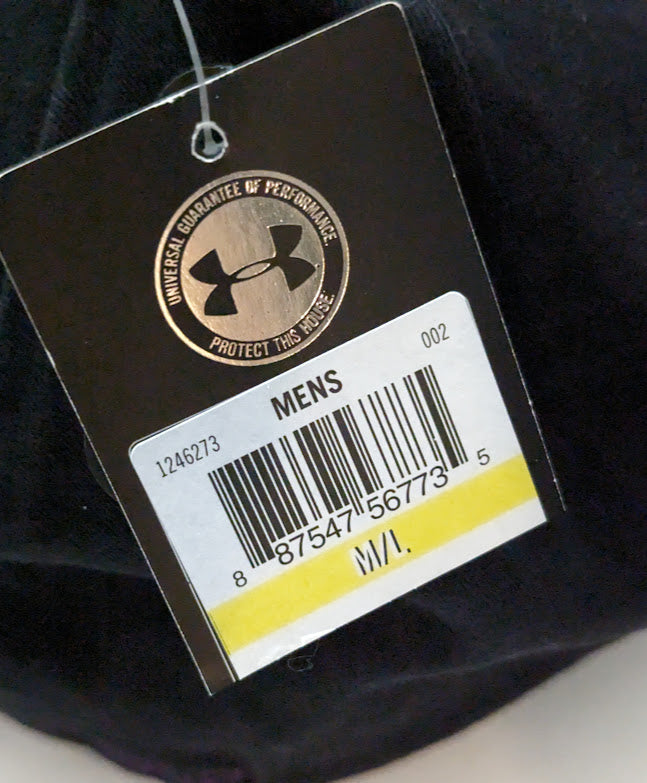 UNIVERSAL GUARANTEE OF PERFORMANCE.
PROTECT THIS HOUSE.
002
MENS
1246273
8 87547 56773 5
M/L